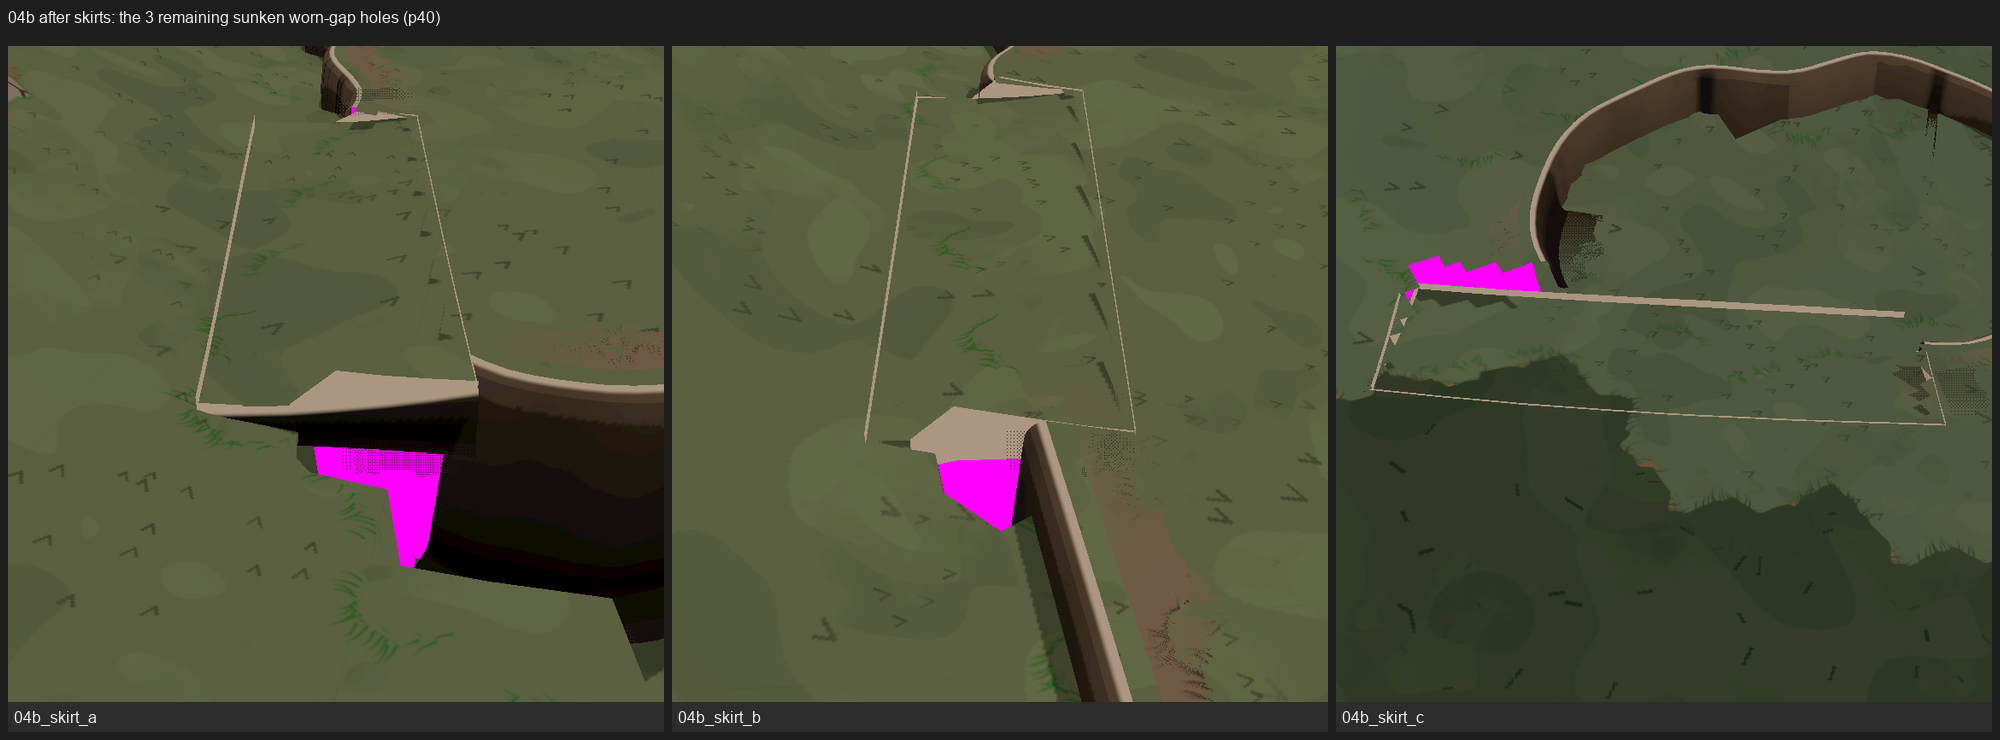 04b after skirts: the 3 remaining sunken worn-gap holes (p40)
04b_skirt_a
04b_skirt_b
04b_skirt_c